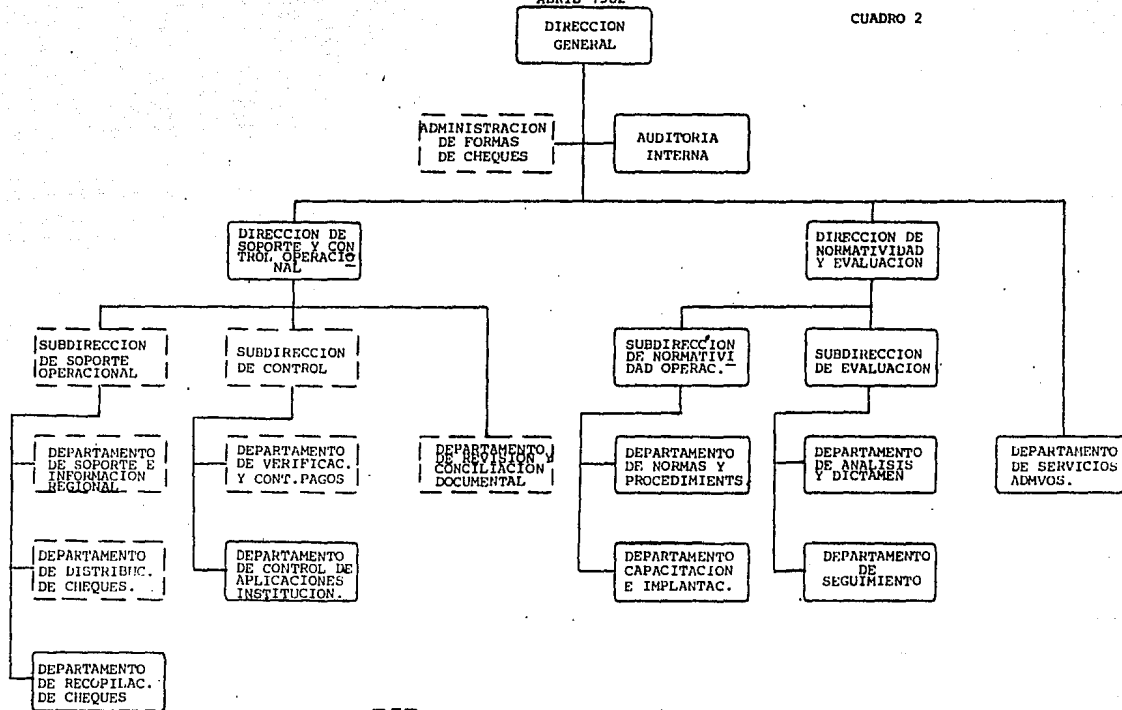 ABRIL 1982
CUADRO 2
DIRECCION
GENERAL
ADMINISTRACION
DE FORMAS
DE CHEQUES
AUDITORIA
INTERNA
DIRECCION DE
SOPORTE Y CON
TROL OPERACIO
NAL
DIRECCION DE
NORMATIVIDAD
Y EVALUACION
SUBDIRECCION
DE SOPORTE
OPERACIONAL
SUBDIRECCION
DE CONTROL
SUBDIRECCION
DE NORMATIVI
DAD OPERAC.
SUBDIRECCION
DE EVALUACION
DEPARTAMENTO
DE SOPORTE E
INFORMACION
REGIONAL
DEPARTAMENTO
DE VERIFICAC.
Y CONT.PAGOS
DEPARTAMENTO
DE REVISION Y
CONCILIACION
DOCUMENTAL
DEPARTAMENTO
DE NORMAS Y
PROCEDIMIENTS
DEPARTAMENTO
DE ANALISIS
Y DICTAMEN
DEPARTAMENTO
DE SERVICIOS
ADMVOS.
DEPARTAMENTO
DE DISTRIBUC.
DE CHEQUES.
DEPARTAMENTO
DE CONTROL DE
APLICACIONES
INSTITUCION.
DEPARTAMENTO
CAPACITACION
E IMPLANTAC.
DEPARTAMENTO
DE
SEGUIMIENTO
DEPARTAMENTO
DE RECOPILAC.
DE CHEQUES